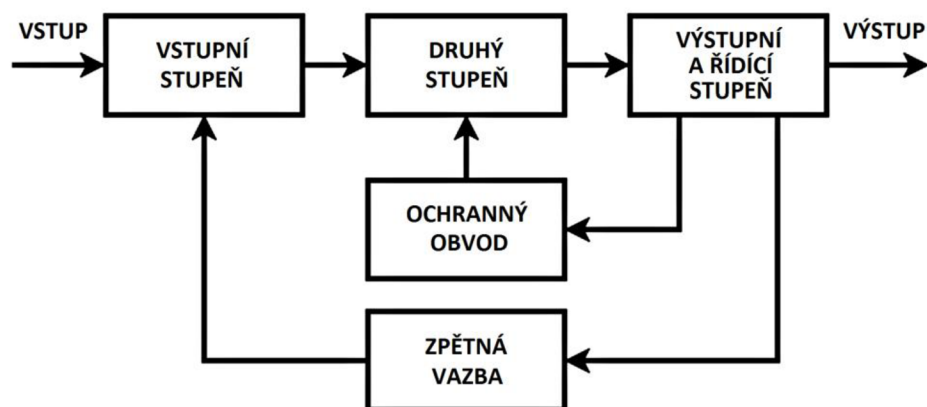 VSTUP
VSTUPNÍ
STUPEŇ
DRUHÝ
STUPEŇ
VÝSTUPNÍ
A ŘÍDÍCÍ
STUPEŇ
VÝSTUP
OCHRANNÝ
OBVOD
ZPĚTNÁ
VAZBA